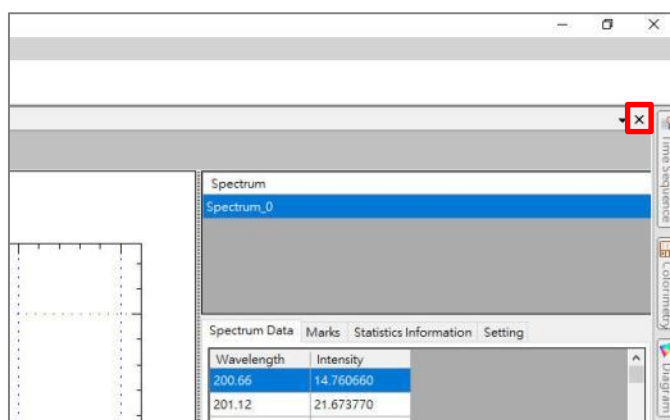 Time Sequence
Spectrum
Spectrum_0
Colorimetry
Spectrum Data Marks Statistics Information Setting
Wavelength Intensity
200.66 14.760660
201.12 21.673770
Diagram